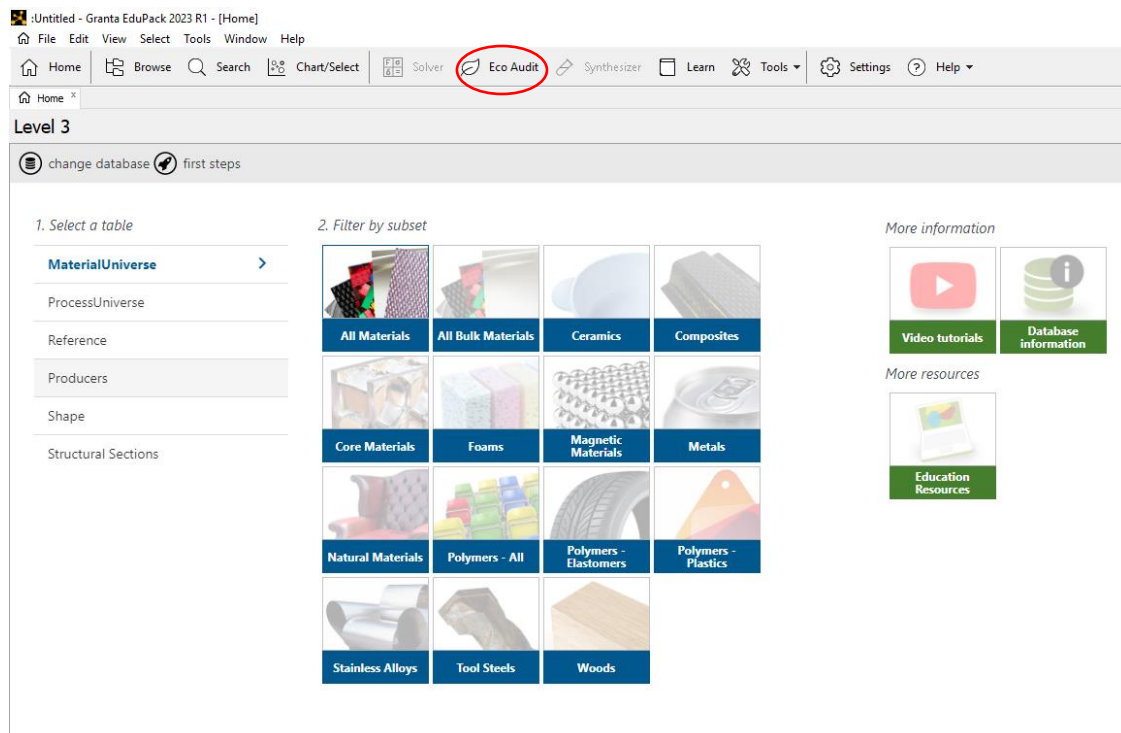 :Untitled - Granta EduPack 2023 R1 - [Home]
File Edit View Select Tools Window Help
Home Browse Search Chart/Select Solver Eco Audit Synthesizer Learn Tools Settings Help
Home x
Level 3
change database first steps
1. Select a table
MaterialUniverse
ProcessUniverse
Reference
Producers
Shape
Structural Sections
2. Filter by subset
All Materials
All Bulk Materials
Ceramics
Composites
Core Materials
Foams
Magnetic
Materials
Metals
Natural Materials
Polymers - All
Polymers -
Elastomers
Polymers -
Plastics
Stainless Alloys
Tool Steels
Woods
More information
Video tutorials
Database
information
More resources
Education
Resources